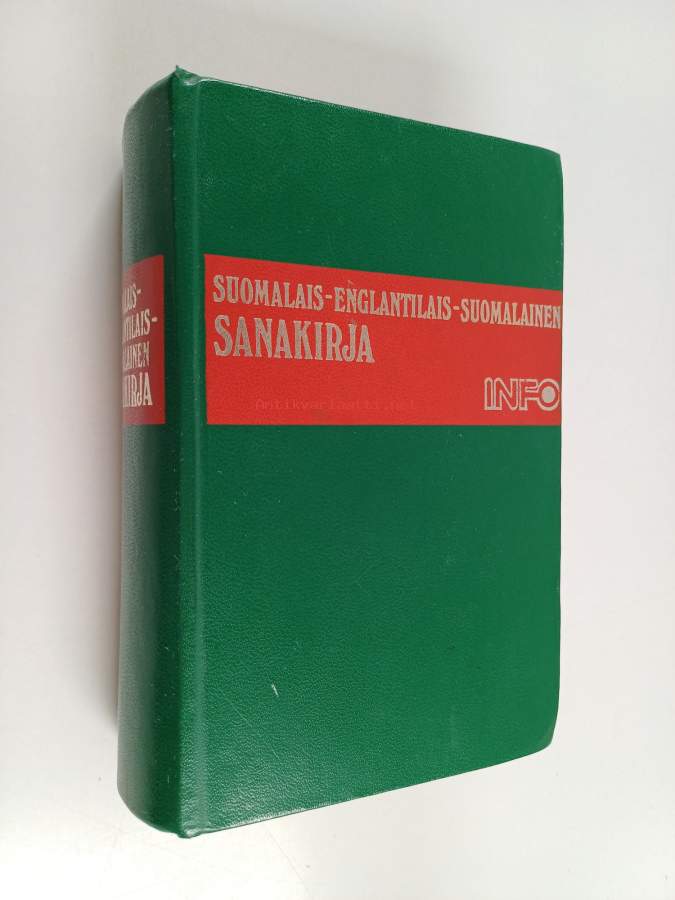 SUOMALAIS-ENGLANTILAIS-SUOMALAINEN
SANAKIRJA
INFO
Antikvariaatti.net